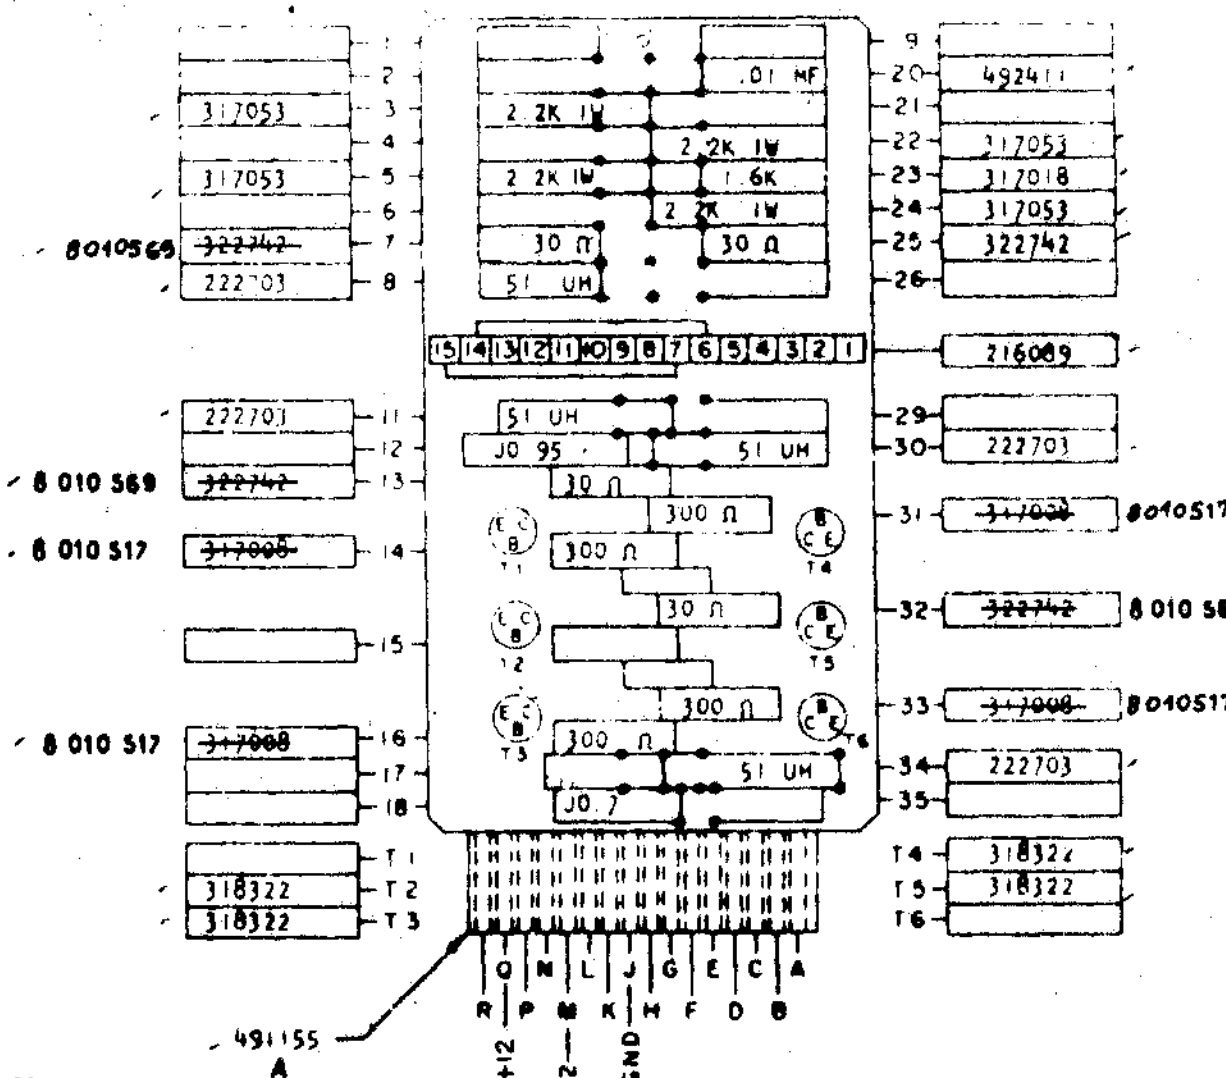 1
9
2
.01 MF
20
492411
317053
3
2.2K 1W
21
4
2.2K 1W
22
317053
317053
5
2.2K 1W
1.6K
23
317018
6
2.2K 1W
24
317053
8010569
322742
7
30 Ω
30 Ω
25
322742
222703
8
51 UH
26
15 14 13 12 11 10 9 8 7 6 5 4 3 2 1
216089
222703
11
51 UH
29
12
J0 95
51 UH
30
222703
8 010 569
322742
13
30 Ω
300 Ω
E C B
B C E
31
317008
8010517
8 010 517
317008
14
300 Ω
T1
T4
30 Ω
32
322742
8 010 56
E C B
B C E
15
T2
T5
300 Ω
33
317008
8010517
E C B
B C E
8 010 517
317008
16
300 Ω
T3
T6
17
51 UH
34
222703
18
J0.7
35
T1
T4
318322
318322
T2
T5
318322
318322
T3
T6
Q N L J G E C A
R P M K H F D B
491155
A
+12
GND